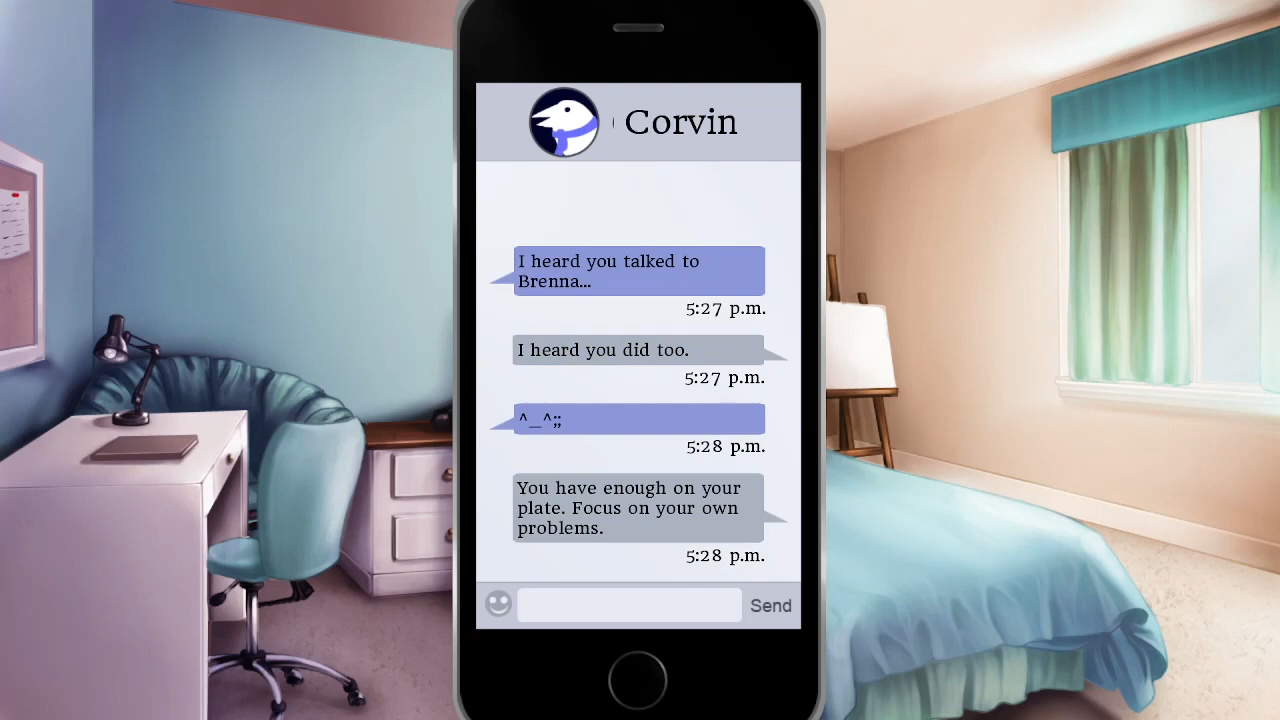 Corvin
I heard you talked to
Brenna...
5:27 p.m.
I heard you did too.
5:27 p.m.
^_^;;
5:28 p.m.
You have enough on your
plate. Focus on your own
problems.
5:28 p.m.
Send